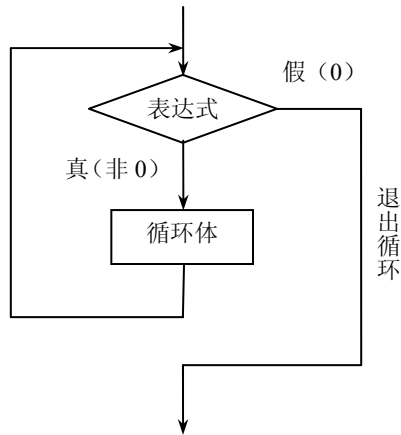 假（0）
表达式
真（非 0）
循环体
退出循环